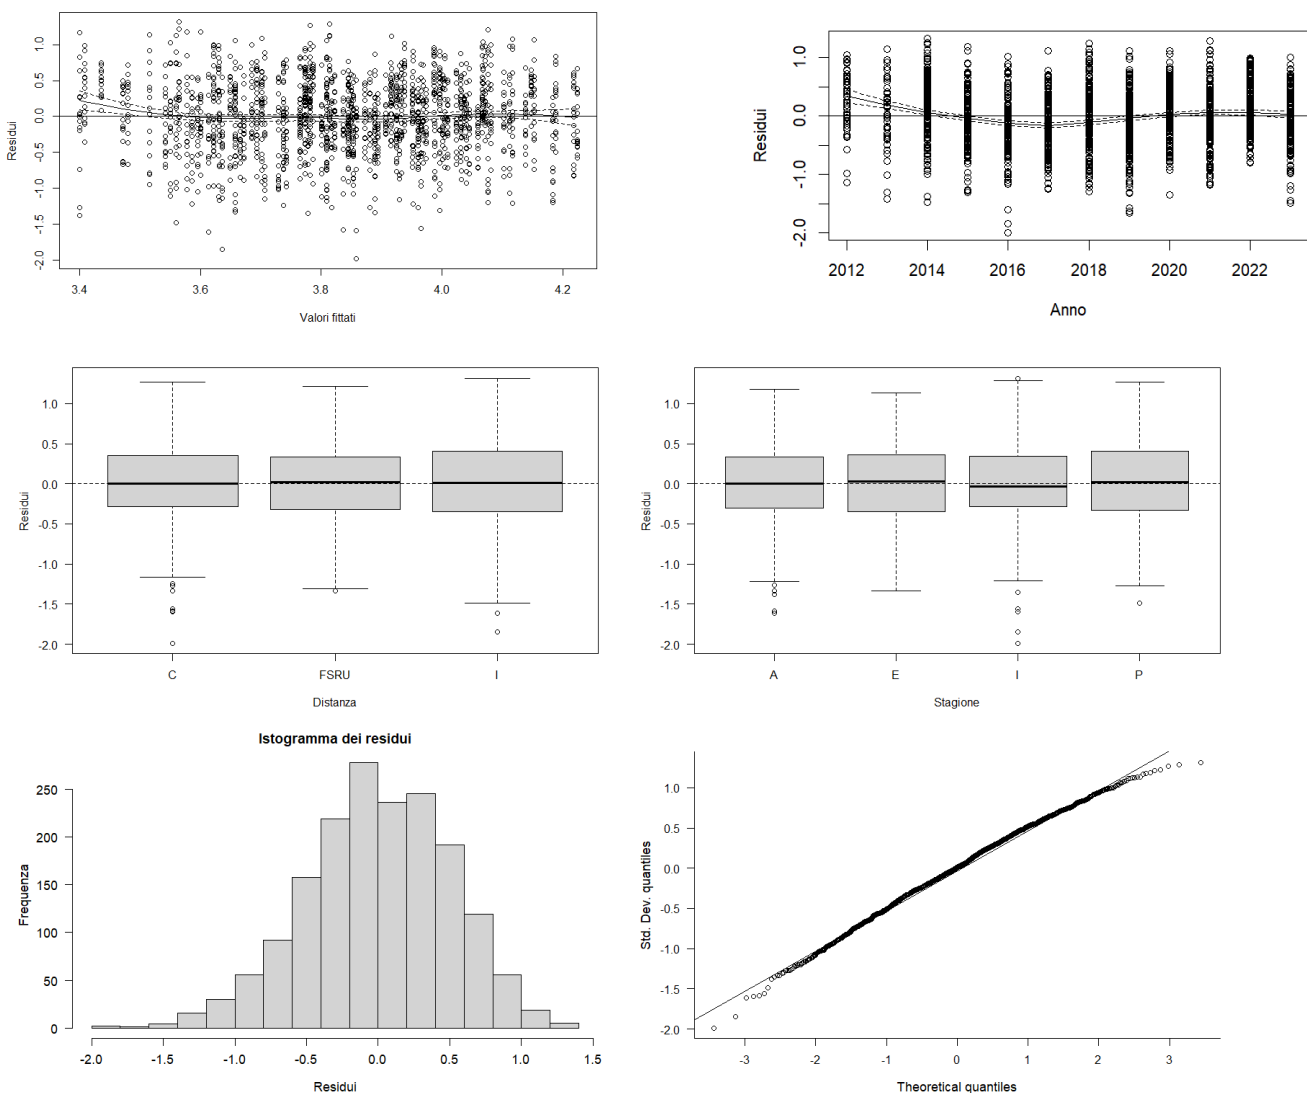 1.0
0.5
0.0
-0.5
-1.0
-1.5
-2.0
Residui
3.4 3.6 3.8 4.0 4.2
Valori fittati
1.0
0.0
-1.0
-2.0
Residui
2012 2014 2016 2018 2020 2022
Anno
1.0
0.5
0.0
-0.5
-1.0
-1.5
-2.0
Residui
C FSRU I
Distanza
1.0
0.5
0.0
-0.5
-1.0
-1.5
-2.0
Residui
A E I P
Stagione
Istogramma dei residui
250
200
150
100
50
0
Frequenza
-2.0 -1.5 -1.0 -0.5 0.0 0.5 1.0 1.5
Residui
1.0
0.5
0.0
-0.5
-1.0
-1.5
-2.0
Std. Dev. quantiles
-3 -2 -1 0 1 2 3
Theoretical quantiles